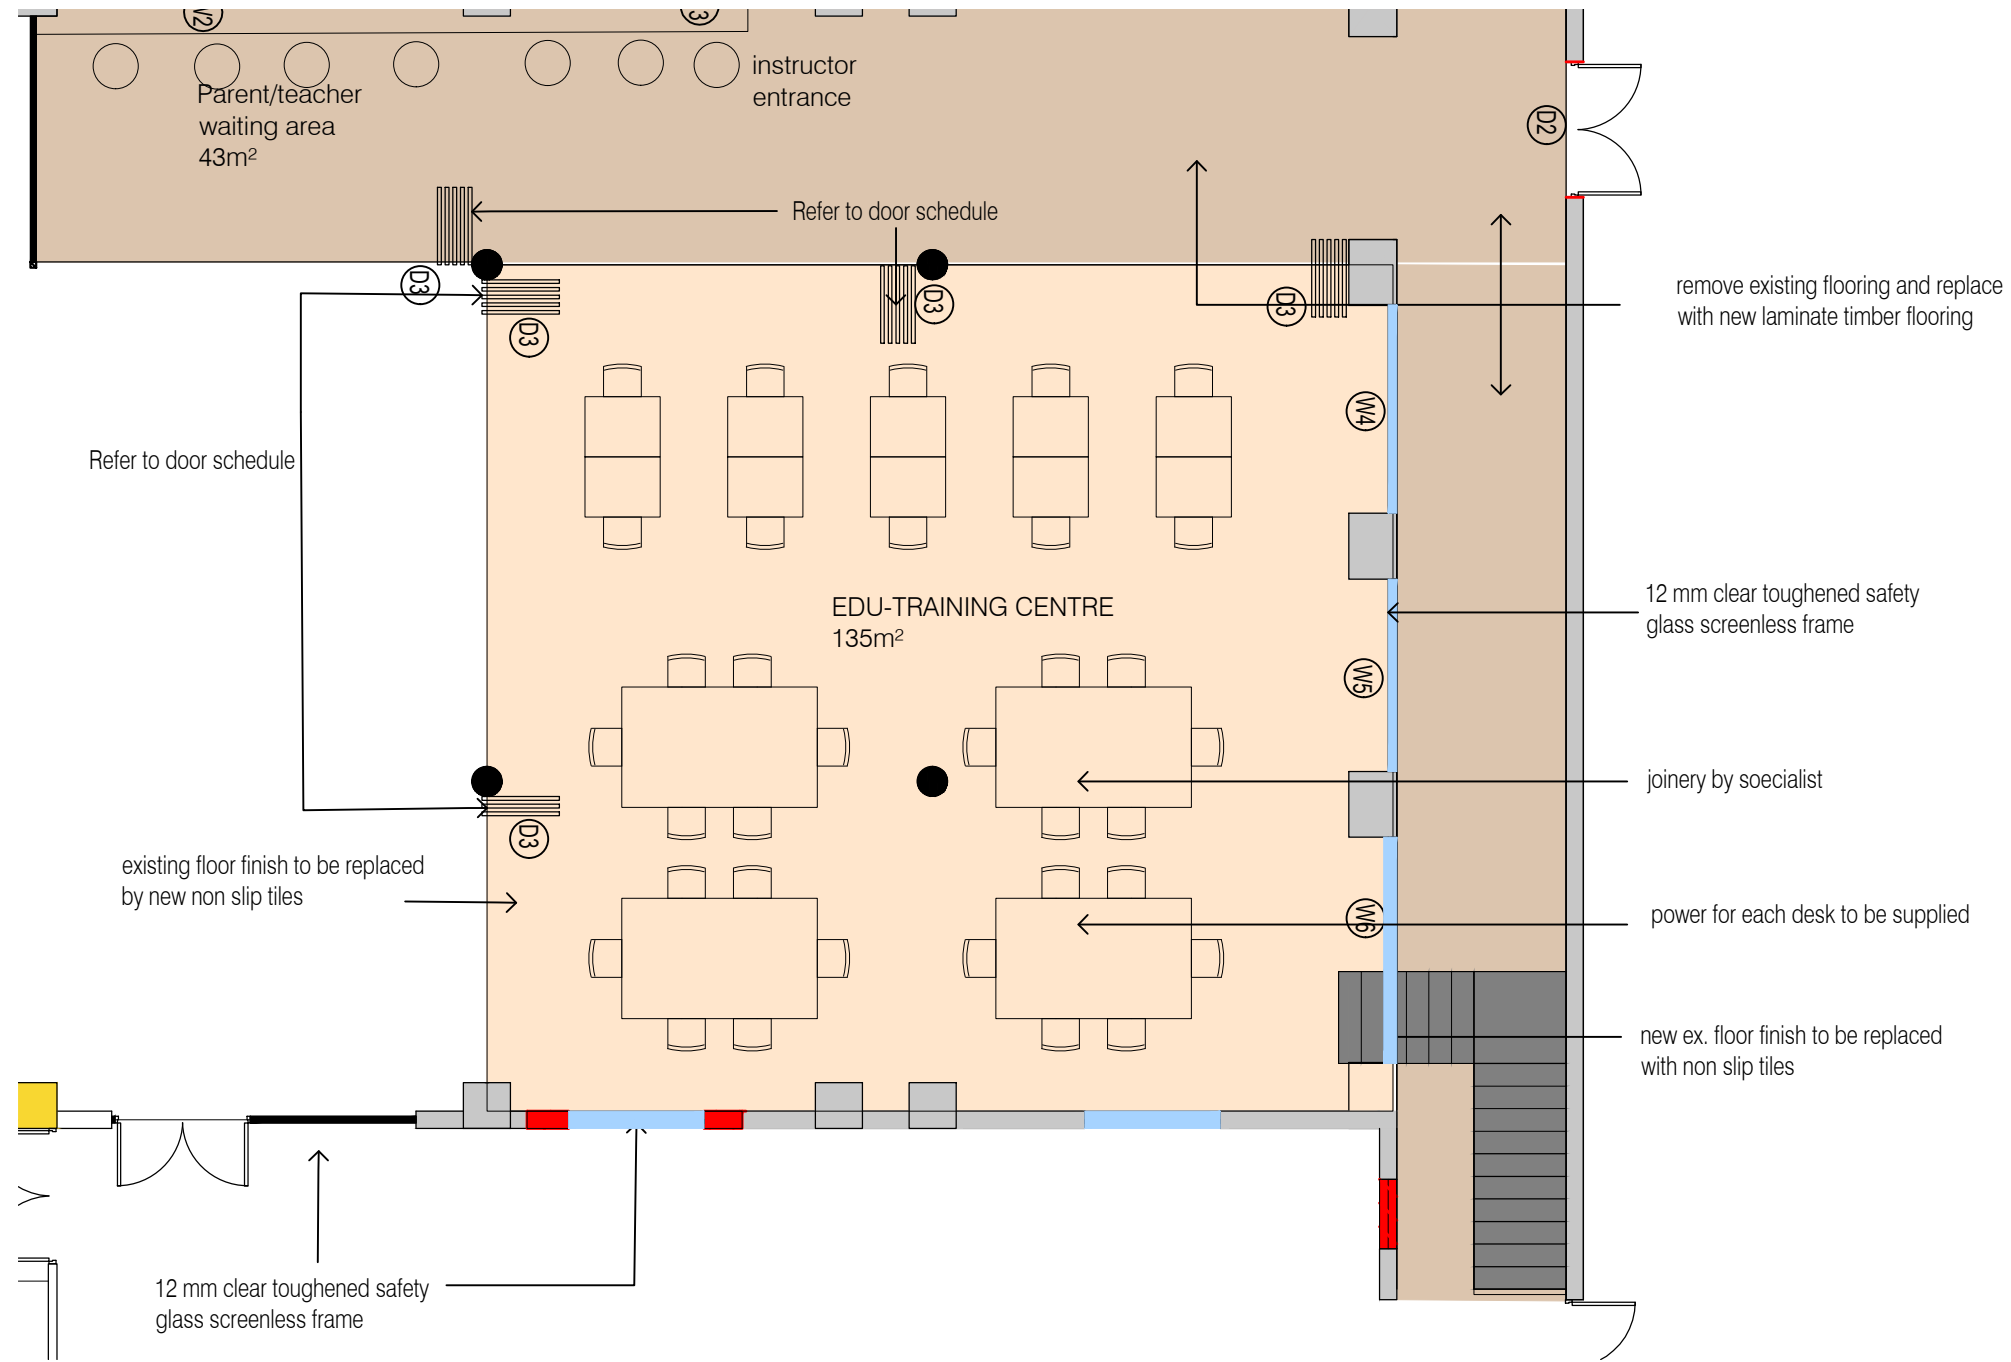 W2
D3
instructor
entrance
Parent/teacher
waiting area
43m²
D2
Refer to door schedule
D3
D3
D3
D3
remove existing flooring and replace
with new laminate timber flooring
W4
Refer to door schedule
EDU-TRAINING CENTRE
135m²
12 mm clear toughened safety
glass screenless frame
W5
joinery by soecialist
D3
existing floor finish to be replaced
by new non slip tiles
W6
power for each desk to be supplied
new ex. floor finish to be replaced
with non slip tiles
12 mm clear toughened safety
glass screenless frame